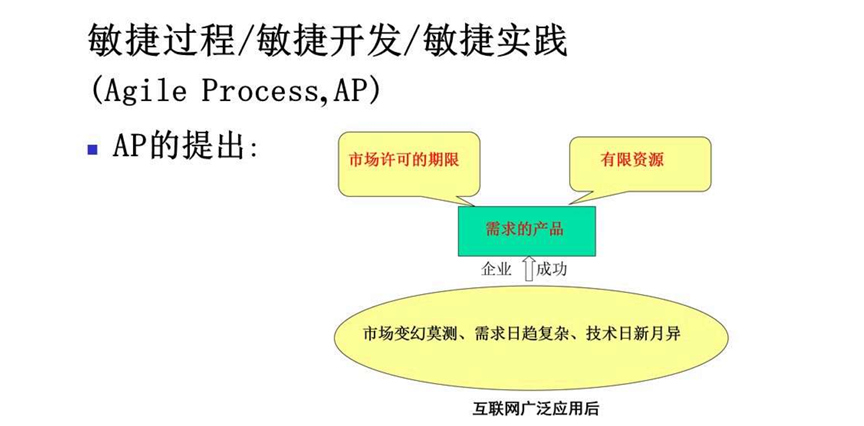 敏捷过程/敏捷开发/敏捷实践
(Agile Process,AP)
AP的提出:
市场许可的期限
有限资源
需求的产品
企业 成功
市场变幻莫测、需求日趋复杂、技术日新月异
互联网广泛应用后